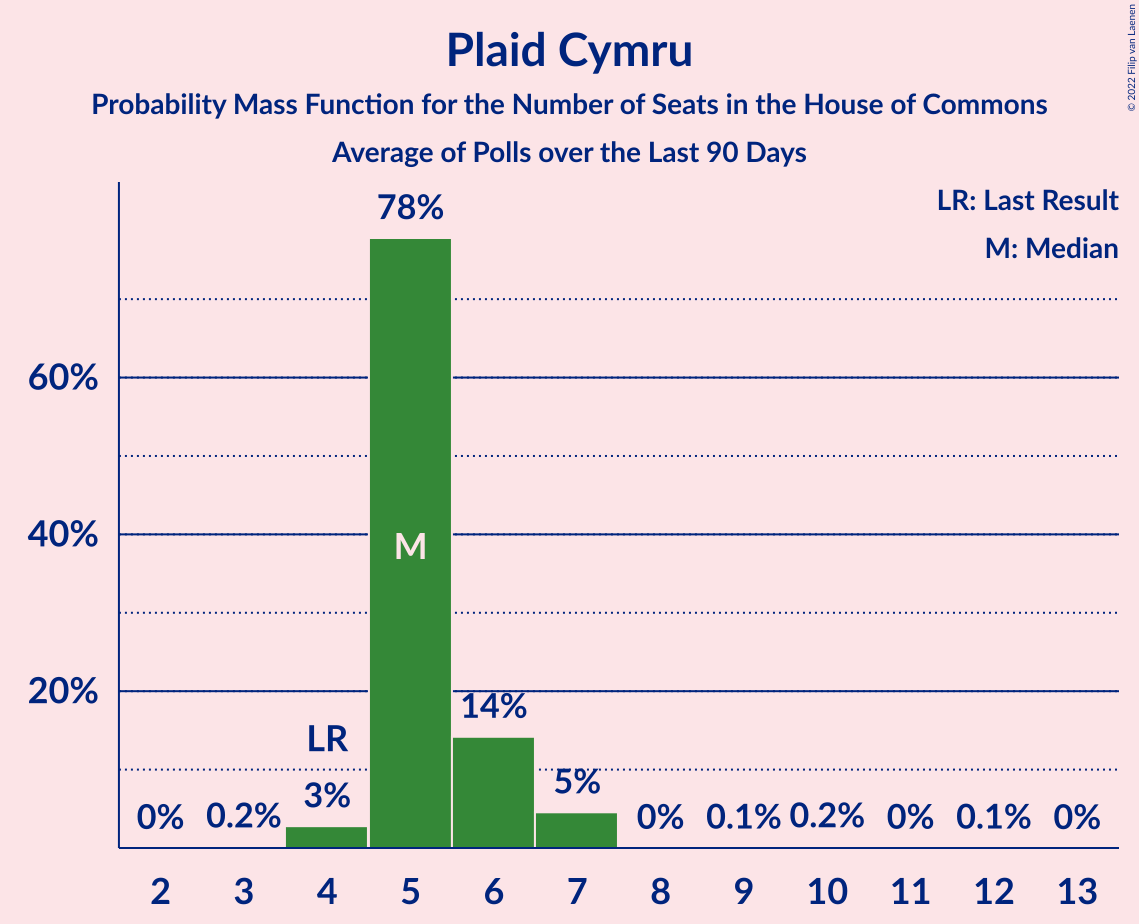 Plaid Cymru
Probability Mass Function for the Number of Seats in the House of Commons
Average of Polls over the Last 90 Days
© 2022 Filip van Laenen
LR: Last Result
M: Median
78%
60%
40%
M
20%
14%
LR
5%
3%
0% 0.2% 0% 0.1% 0.2% 0% 0.1% 0%
2 3 4 5 6 7 8 9 10 11 12 13